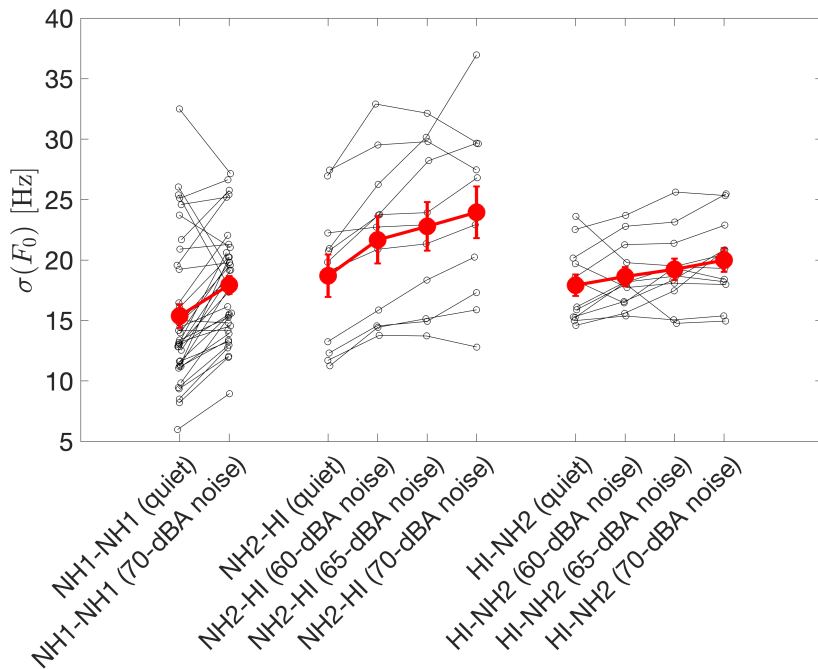 40
35
30
25
20
15
10
5
σ(F₀) [Hz]
NH1-NH1 (quiet)
NH1-NH1 (70-dBA noise)
NH2-HI (quiet)
NH2-HI (60-dBA noise)
NH2-HI (65-dBA noise)
NH2-HI (70-dBA noise)
HI-NH2 (quiet)
HI-NH2 (60-dBA noise)
HI-NH2 (65-dBA noise)
HI-NH2 (70-dBA noise)